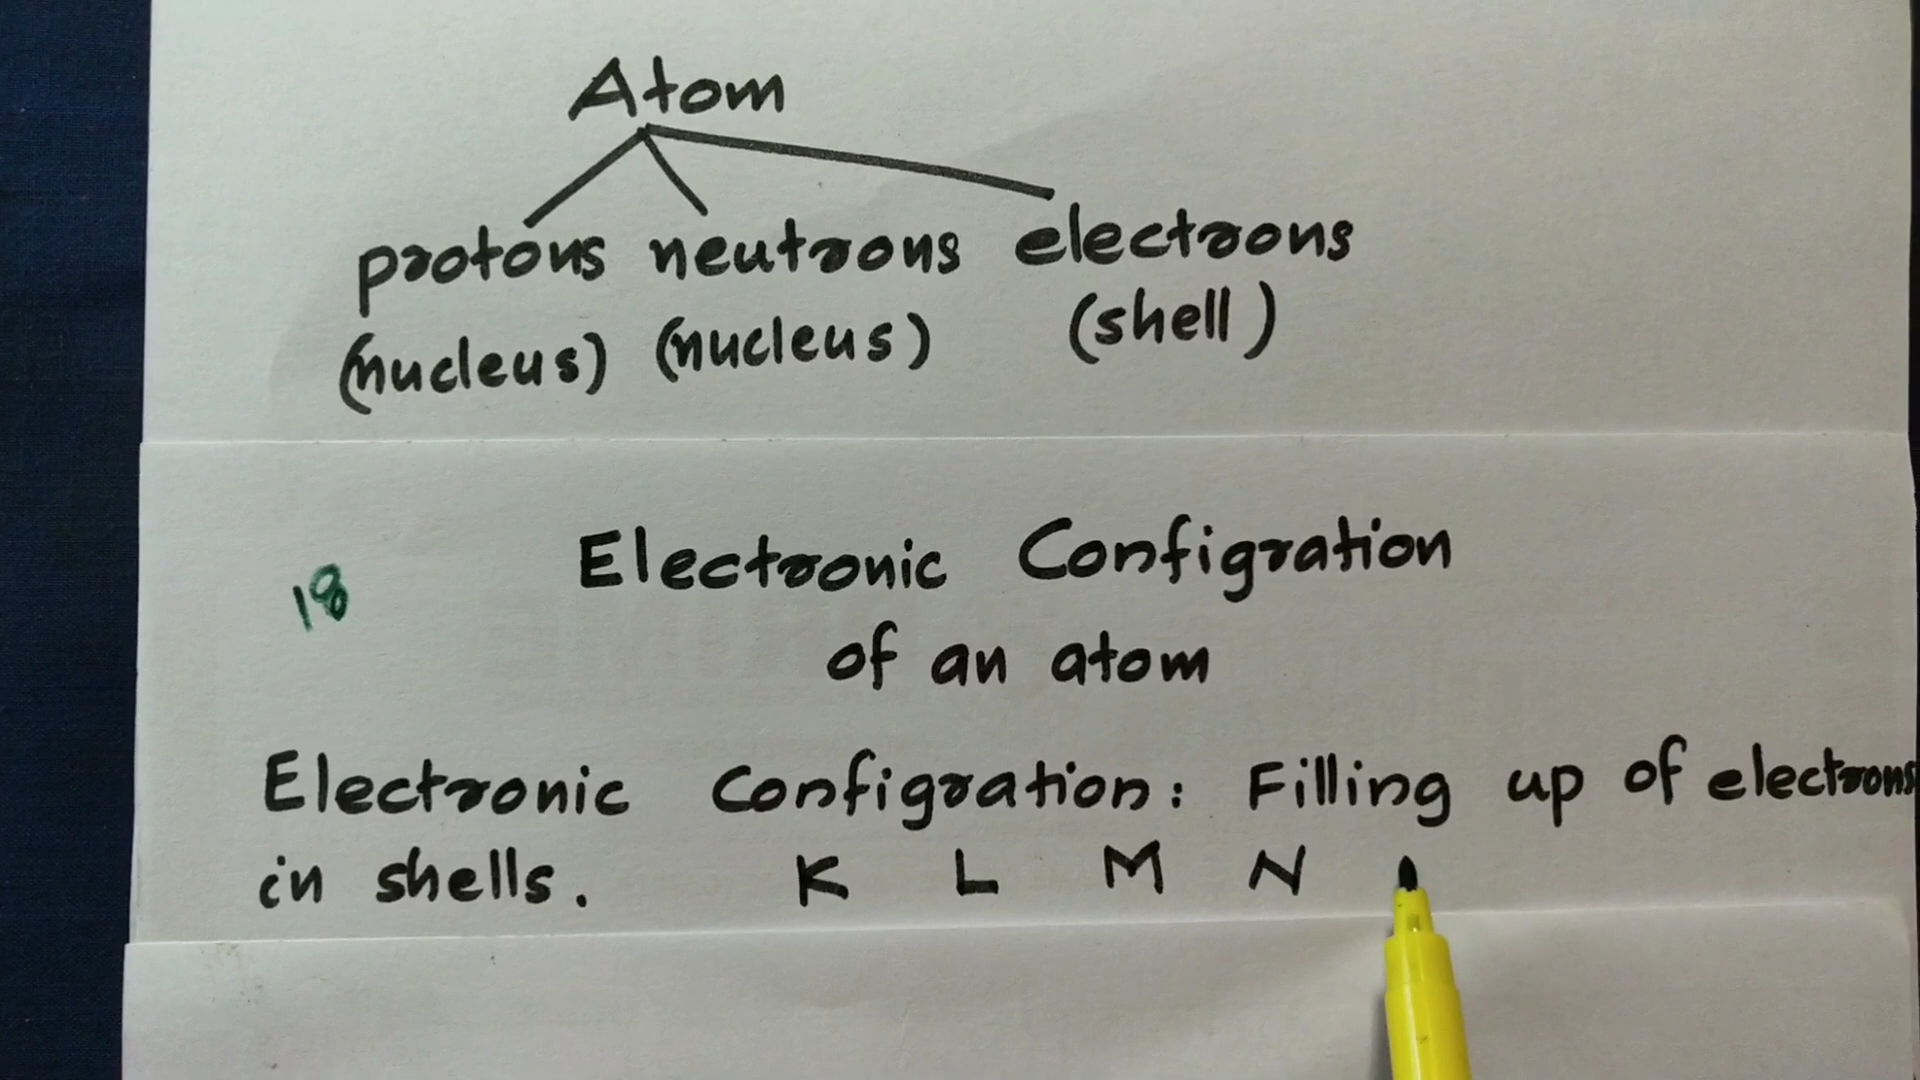 Atom
protons neutrons electrons
(nucleus) (nucleus) (shell)
18
Electronic Configration
of an atom
Electronic Configration: Filling up of electrons
in shells. K L M N